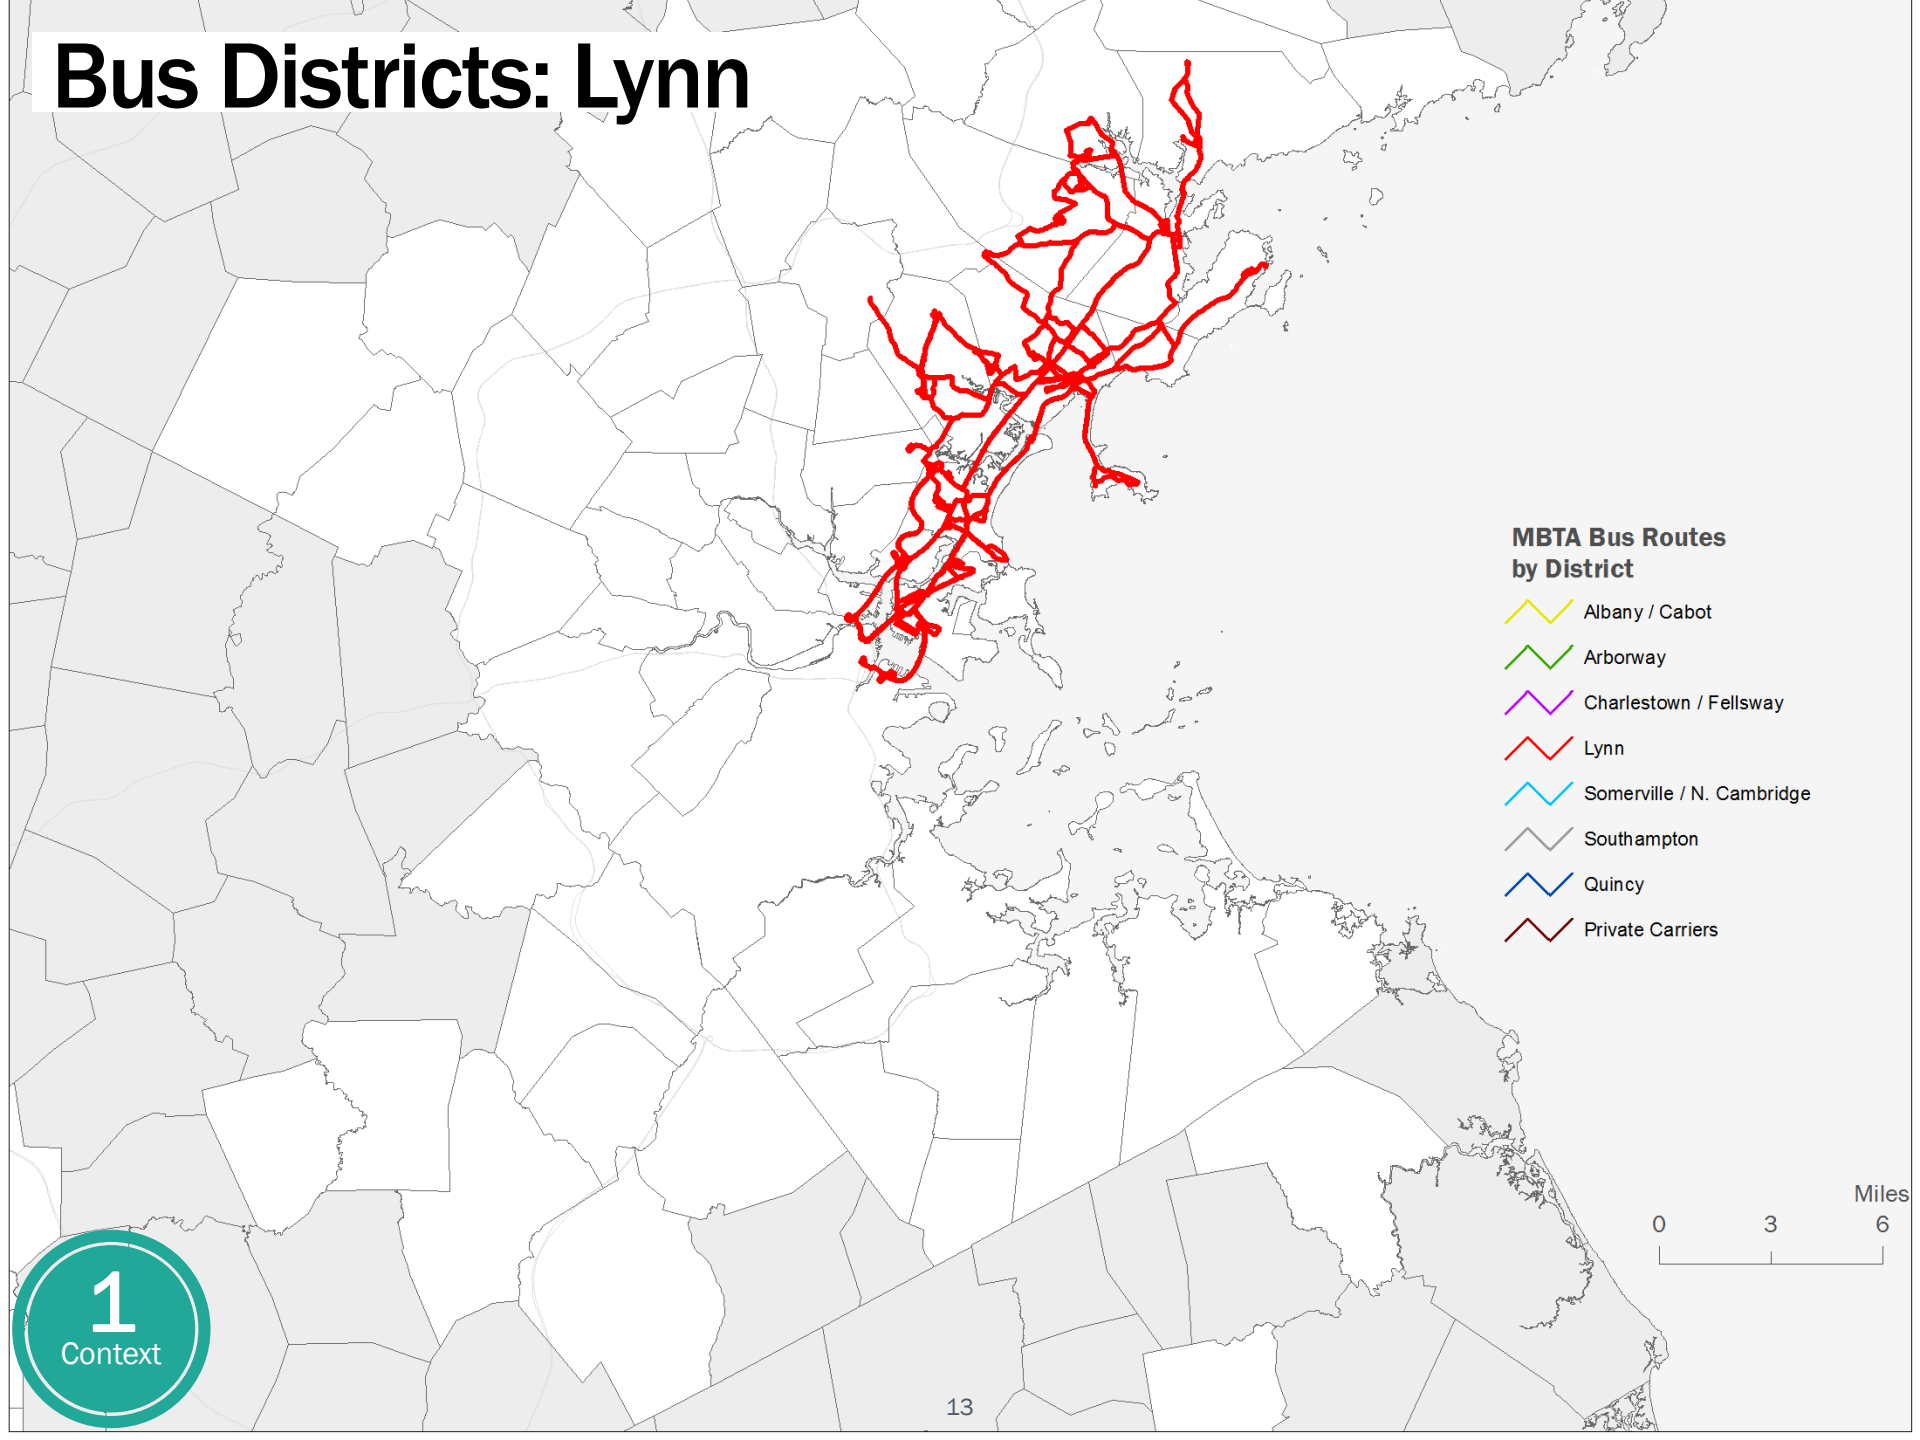 Bus Districts: Lynn
MBTA Bus Routes
by District
Albany / Cabot
Arborway
Charlestown / Fellsway
Lynn
Somerville / N. Cambridge
Southampton
Quincy
Private Carriers
Miles
0 3 6
1
Context
13